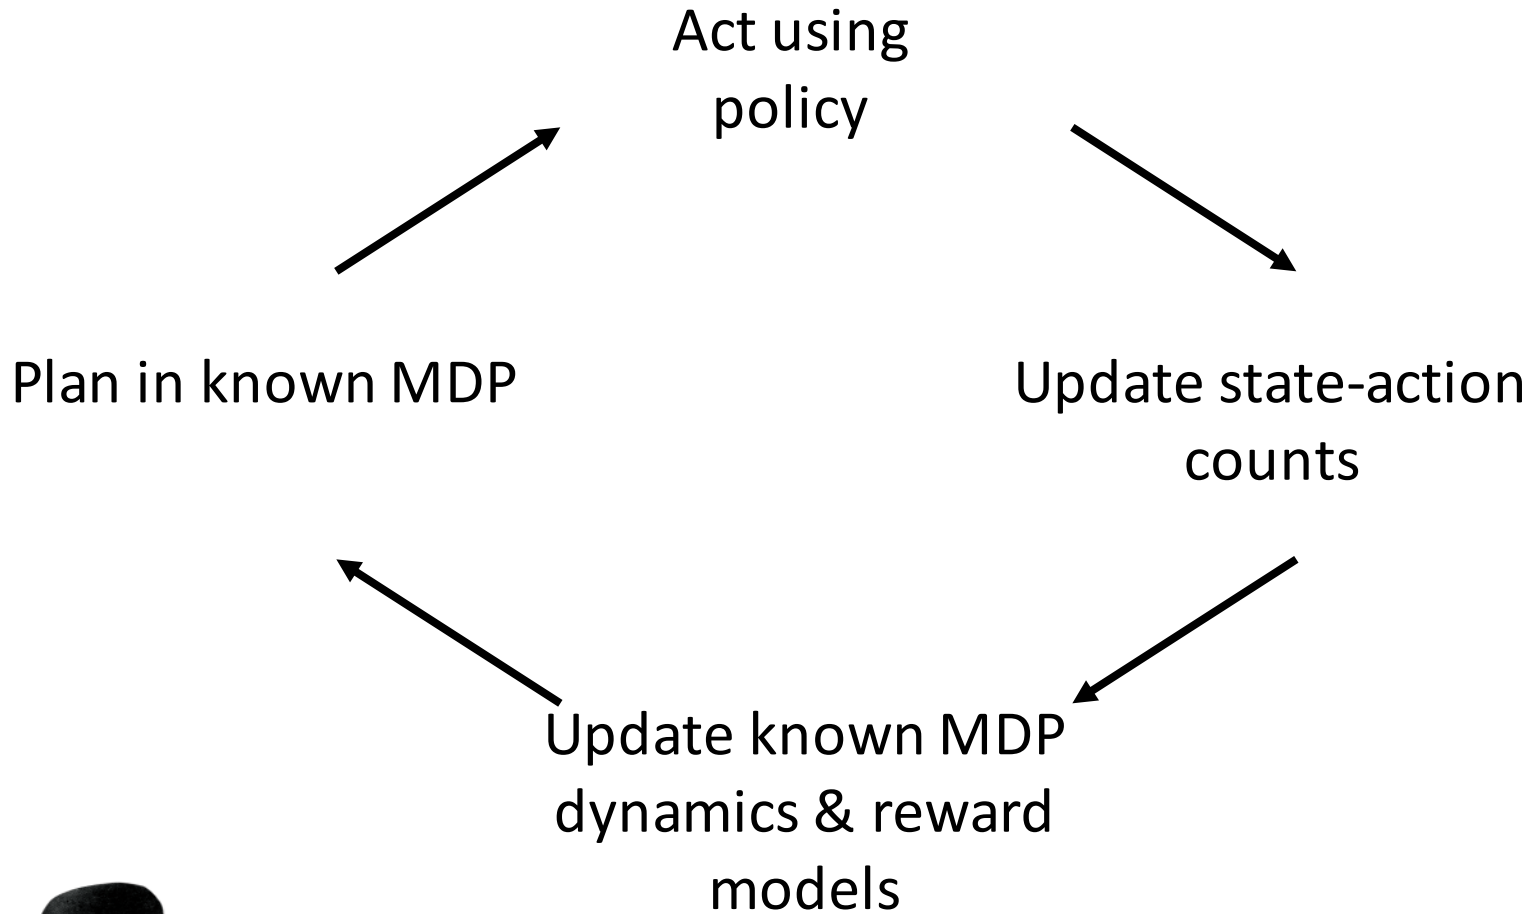 Act using
policy
Plan in known MDP
Update state-action
counts
Update known MDP
dynamics & reward
models